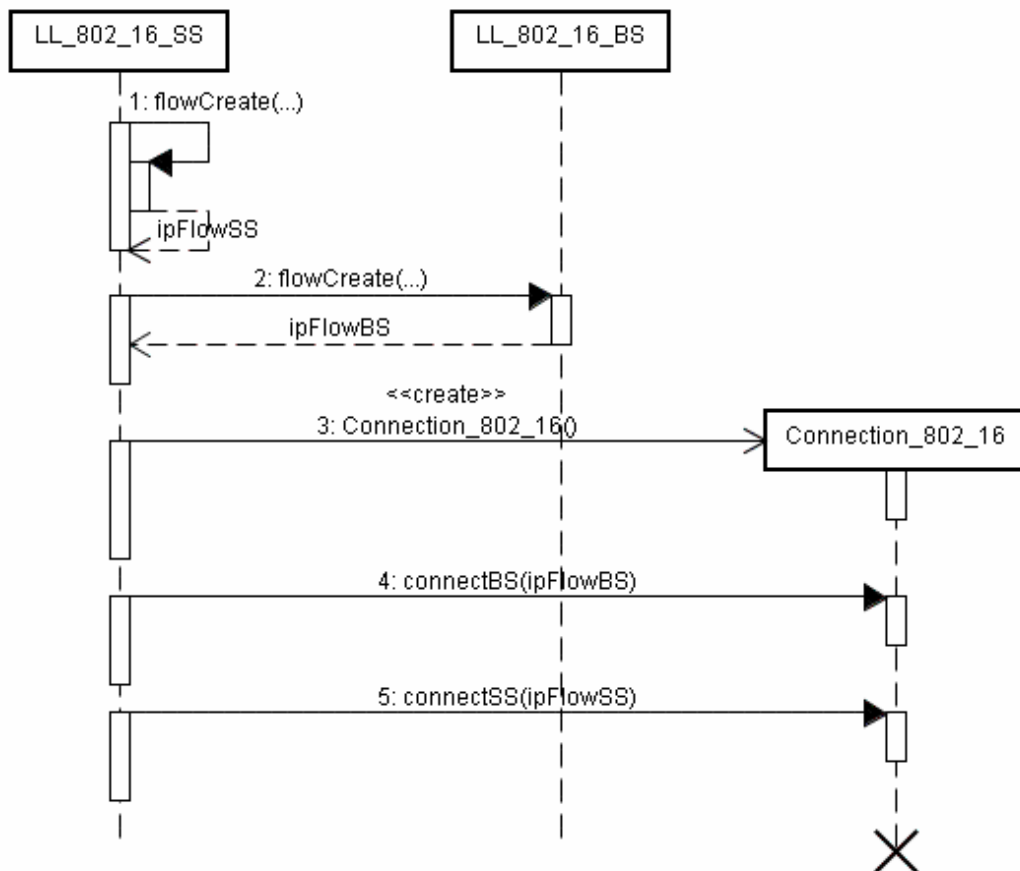 LL_802_16_SS
LL_802_16_BS
1: flowCreate(...)
ipFlowSS
2: flowCreate(...)
ipFlowBS
<<create>>
3: Connection_802_16()
Connection_802_16
4: connectBS(ipFlowBS)
5: connectSS(ipFlowSS)